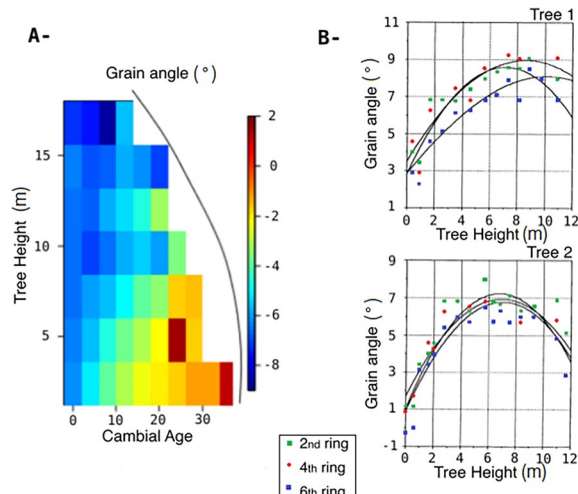 A-
Grain angle (°)
Tree Height (m)
15
10
5
0 10 20 30
Cambial Age
2
0
-2
-4
-6
-8
B-
Tree 1
Grain angle (°)
11
9
7
5
3
1
0 2 4 6 8 10 12
Tree Height (m)
Tree 2
Grain angle (°)
9
7
5
3
1
-1
0 2 4 6 8 10 12
Tree Height (m)
2nd ring
4th ring
6th ring